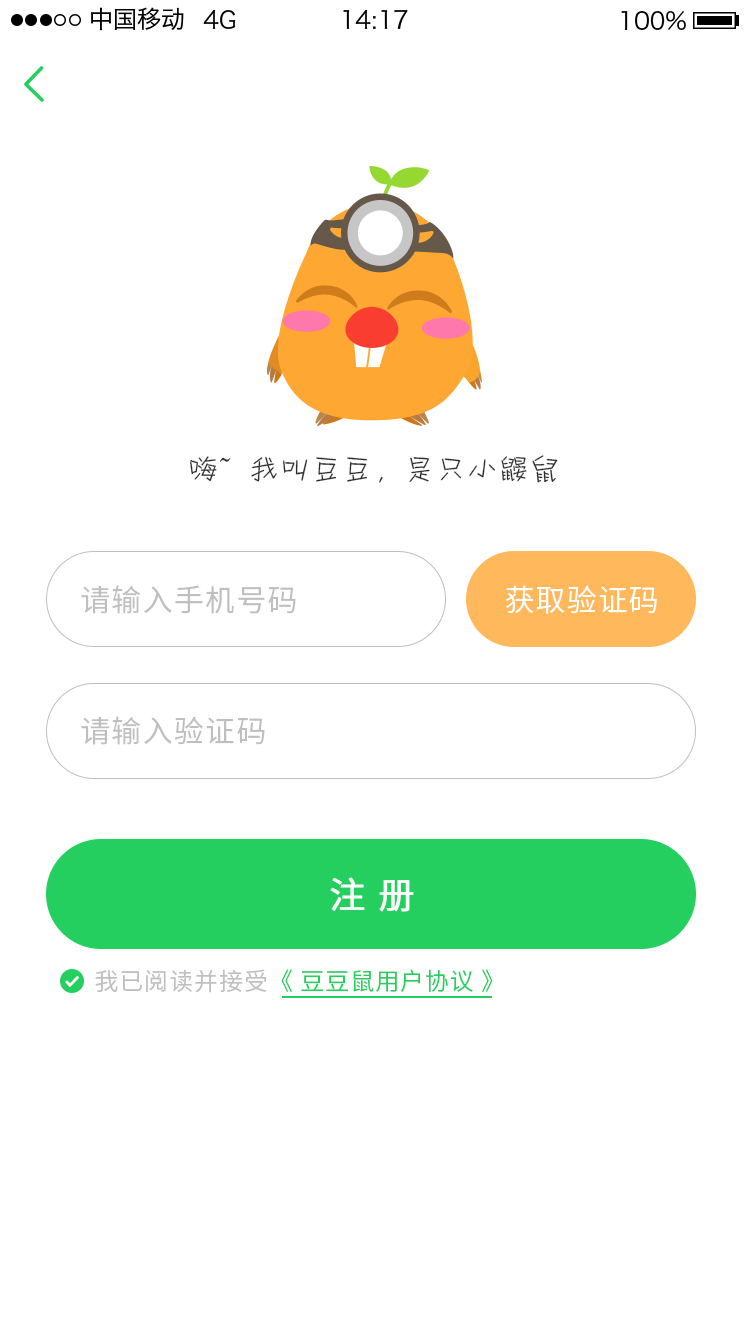 中国移动 4G 14:17 100%
嗨~ 我叫豆豆，是只小鼹鼠
请输入手机号码 获取验证码
请输入验证码
注 册
我已阅读并接受《 豆豆鼠用户协议 》